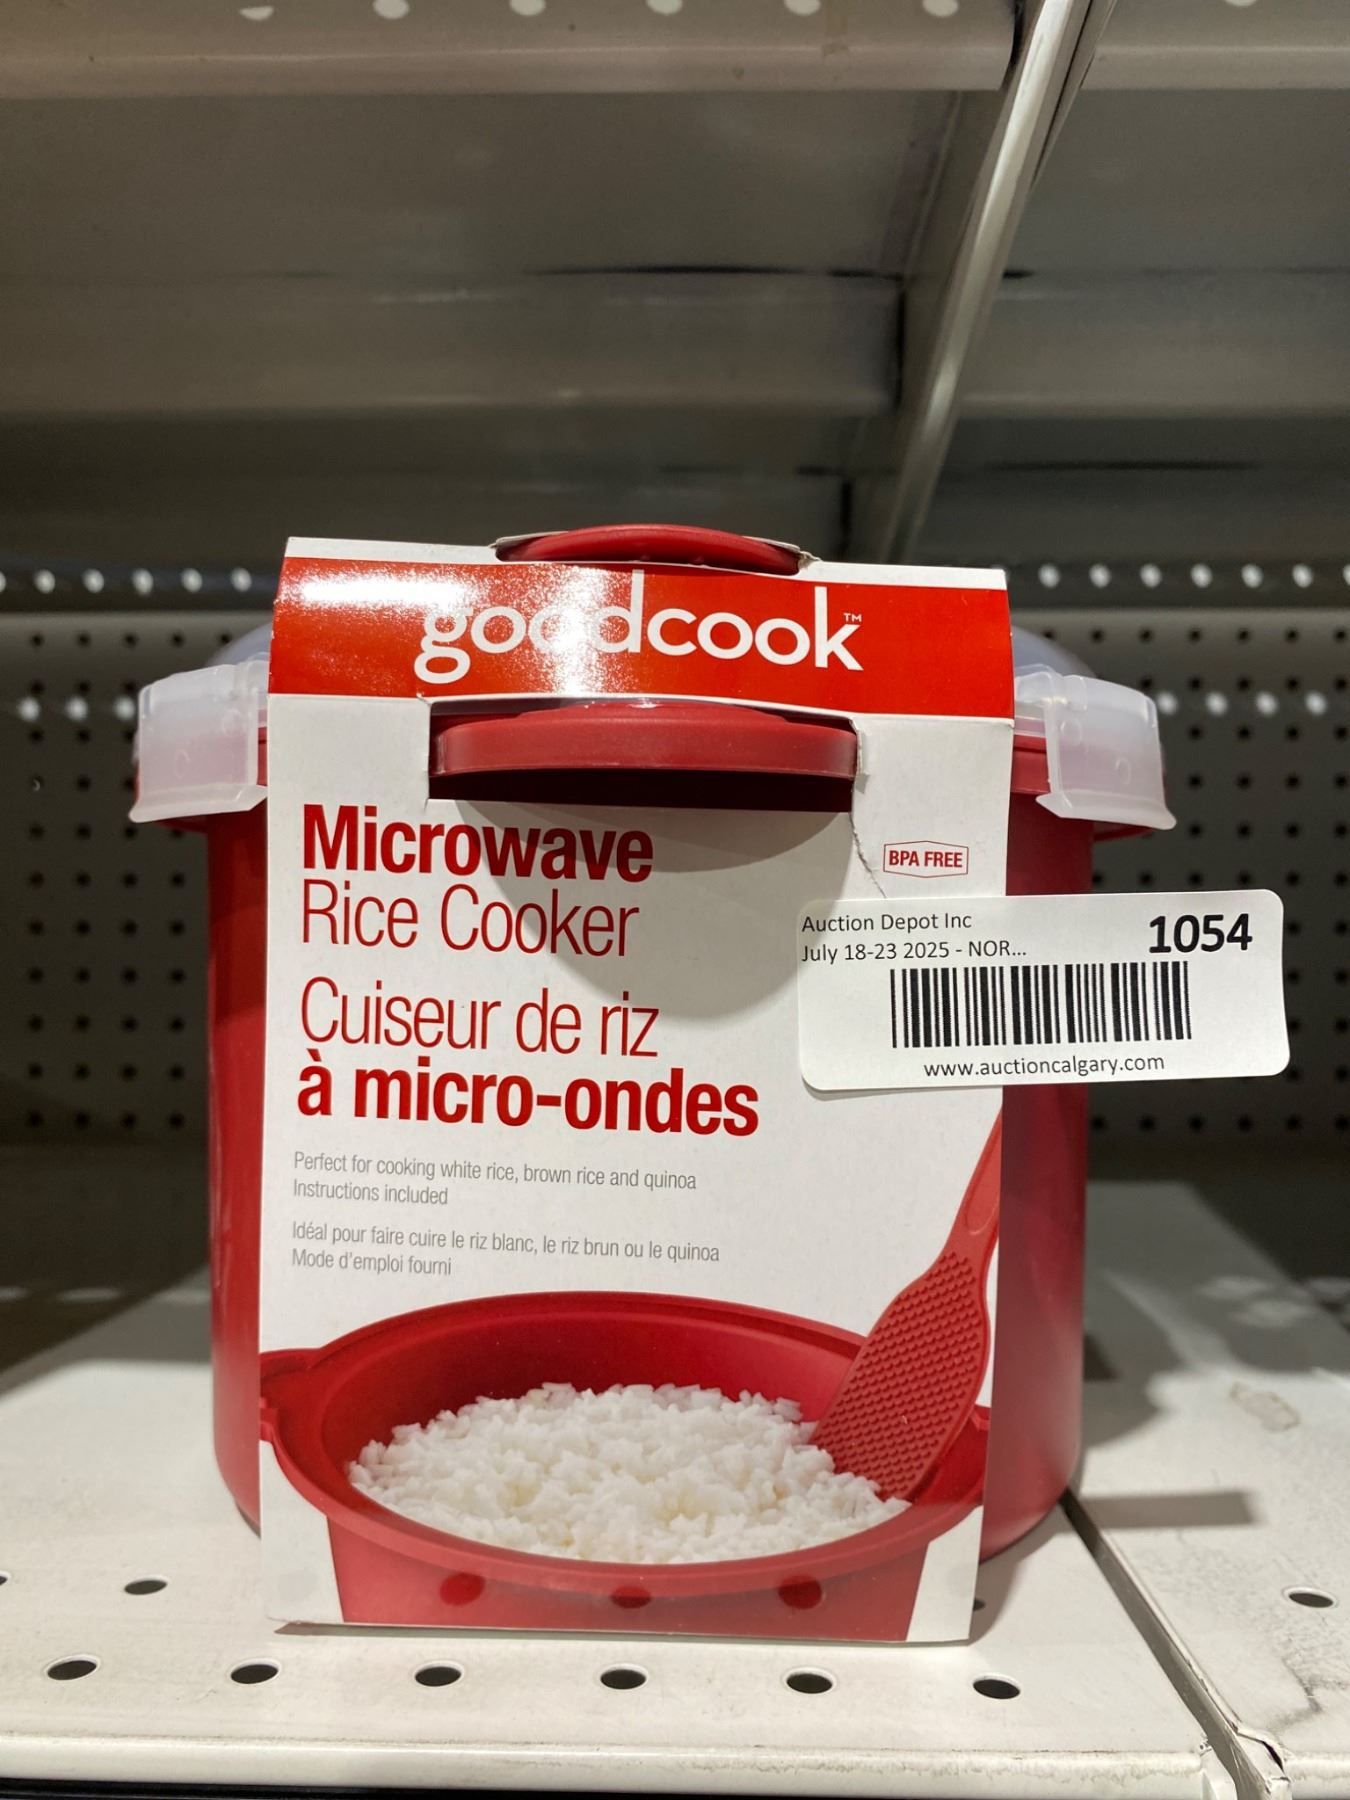 goodcook™
Microwave
Rice Cooker
BPA FREE
Auction Depot Inc
1054
July 18-23 2025 - NOR...
www.auctioncalgary.com
Cuiseur de riz
à micro-ondes
Perfect for cooking white rice, brown rice and quinoa
Instructions included
Idéal pour faire cuire le riz blanc, le riz brun ou le quinoa
Mode d'emploi fourni